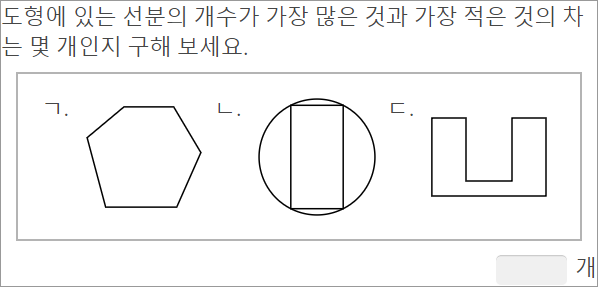 도형에 있는 선분의 개수가 가장 많은 것과 가장 적은 것의 차
는 몇 개인지 구해 보세요.
ㄱ. ㄴ. ㄷ.
개